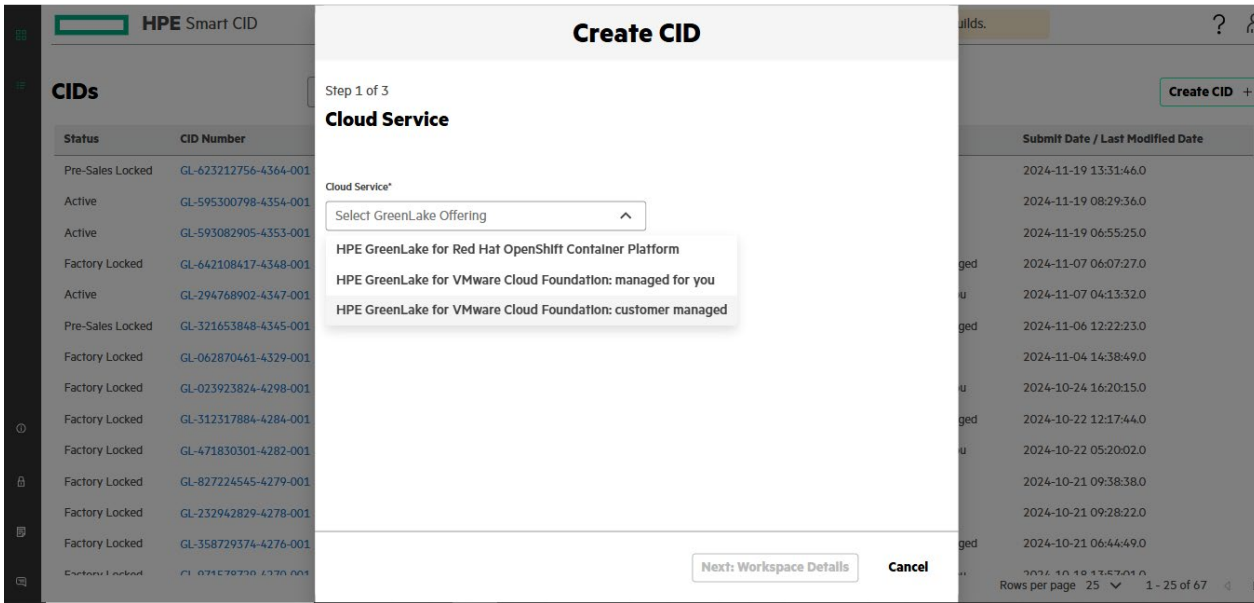 HPE Smart CID
uilds.
?
CIDs
Create CID +
Status CID Number Submit Date / Last Modified Date
Pre-Sales Locked GL-623212756-4364-001 2024-11-19 13:31:46.0
Active GL-595300798-4354-001 2024-11-19 08:29:36.0
Active GL-593082905-4353-001 2024-11-19 06:55:25.0
Factory Locked GL-642108417-4348-001 ged 2024-11-07 06:07:27.0
Active GL-294768902-4347-001 u 2024-11-07 04:13:32.0
Pre-Sales Locked GL-321653848-4345-001 ged 2024-11-06 12:22:23.0
Factory Locked GL-062870461-4329-001 2024-11-04 14:38:49.0
Factory Locked GL-023923824-4298-001 u 2024-10-24 16:20:15.0
Factory Locked GL-312317884-4284-001 ged 2024-10-22 12:17:44.0
Factory Locked GL-471830301-4282-001 u 2024-10-22 05:20:02.0
Factory Locked GL-827224545-4279-001 2024-10-21 09:38:38.0
Factory Locked GL-232942829-4278-001 2024-10-21 09:28:22.0
Factory Locked GL-358729374-4276-001 ged 2024-10-21 06:44:49.0
Factory Locked
Rows per page 25 1 - 25 of 67
Create CID
Step 1 of 3
Cloud Service
Cloud Service*
Select GreenLake Offering
HPE GreenLake for Red Hat OpenShift Container Platform
HPE GreenLake for VMware Cloud Foundation: managed for you
HPE GreenLake for VMware Cloud Foundation: customer managed
Next: Workspace Details Cancel